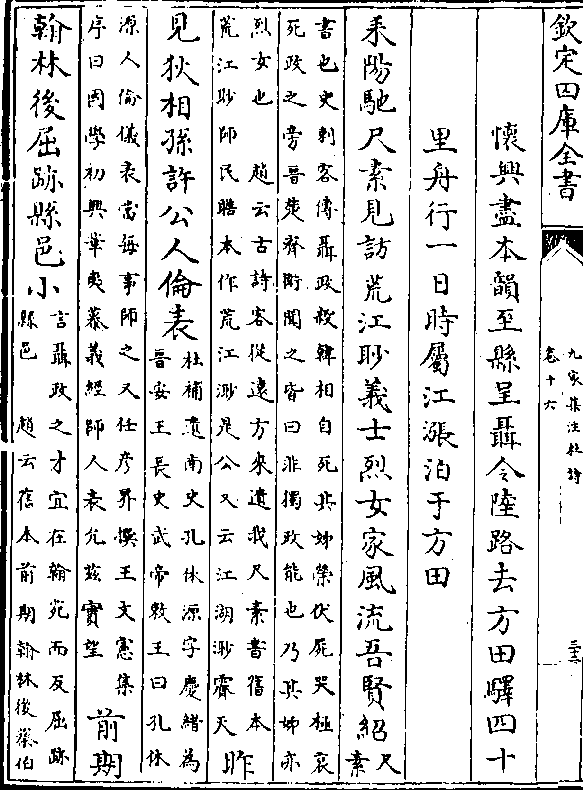 欽定四庫全書
九家集注杜詩
卷十六
懷興盡本韻至縣呈聶令陸路去方田驛四十
里舟行一日時屬江漲泊于方田
耒陽馳尺素見訪荒江眇義士烈女家風流吾賢紹
尺
素
書也史刺客傳聶政殺韓相自死其姊榮伏屍哭極哀
死政之旁晉楚齊衛聞之皆曰非獨政能也乃其姊亦
烈女也 趙云古詩客從遠方來遺我尺素書舊本
荒江眇師民瞻本作荒江渺是公又云江湖渺霽天
昨
見狄相孫許公人倫表
杜補遺南史孔休源字慶緒為
晉安王長史武帝敕王曰孔休
源人倫儀表當每事師之又任彦昇撰王文憲集
序曰國學初興華夷慕義經師人表允茲實望
前期
翰林後屈跡縣邑小
言聶政之才宜在翰苑而反屈跡
縣邑 趙云舊本前期翰林後蔡伯